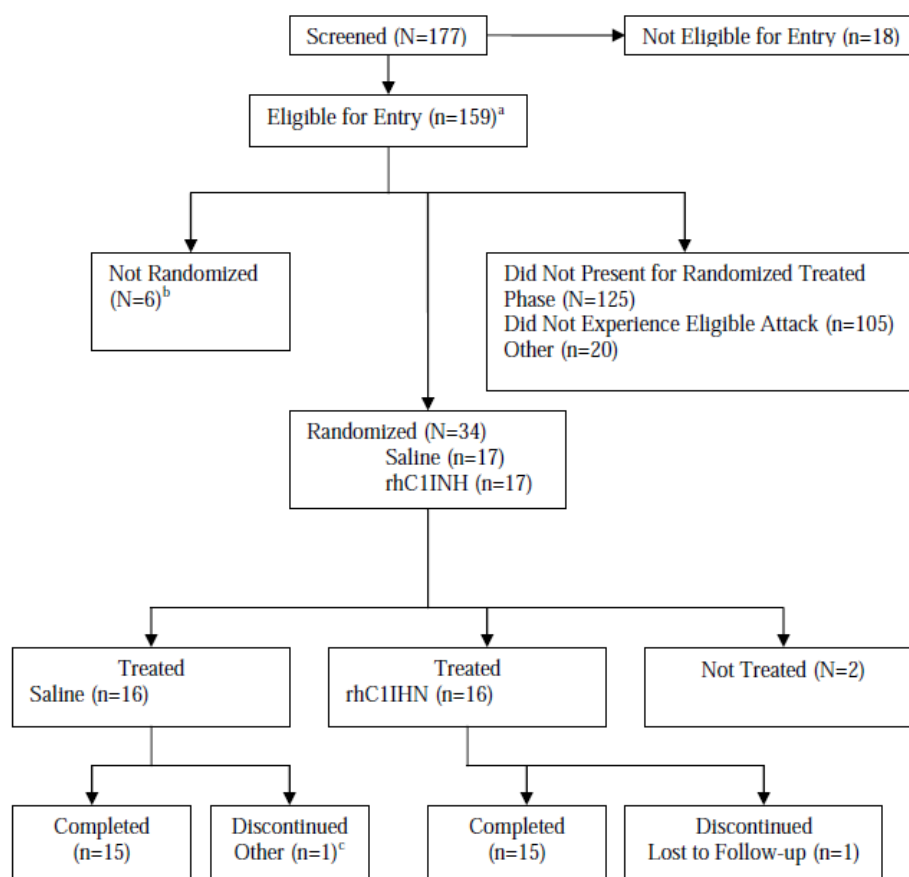 Screened (N=177)
Not Eligible for Entry (n=18)
Eligible for Entry (n=159)a
Not Randomized
(N=6)b
Did Not Present for Randomized Treated
Phase (N=125)
Did Not Experience Eligible Attack (n=105)
Other (n=20)
Randomized (N=34)
Saline (n=17)
rhC1INH (n=17)
Treated
Saline (n=16)
Treated
rhC1IHN (n=16)
Not Treated (N=2)
Completed
(n=15)
Discontinued
Other (n=1)c
Completed
(n=15)
Discontinued
Lost to Follow-up (n=1)